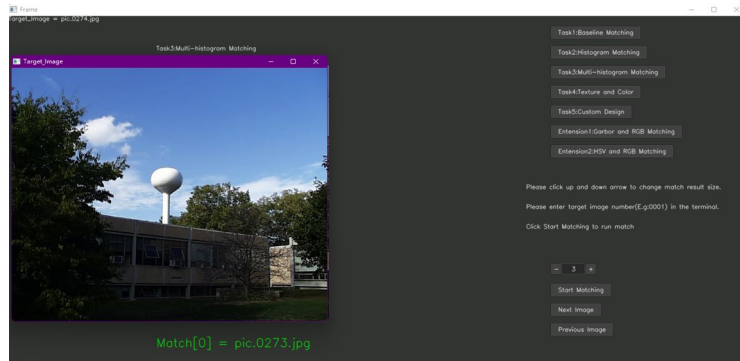 Frame
Target_Image = pic.0274.jpg
Task3:Multi-histogram Matching
Target_Image
Match[0] = pic.0273.jpg
Task1:Baseline Matching
Task2:Histogram Matching
Task3:Multi-histogram Matching
Task4:Texture and Color
Task5:Custom Design
Entension1:Garbor and RGB Matching
Entension2:HSV and RGB Matching
Please click up and down arrow to change match result size.
Please enter target image number(E.g:0001) in the terminal.
Click Start Matching to run match
− 3 +
Start Matching
Next Image
Previous Image